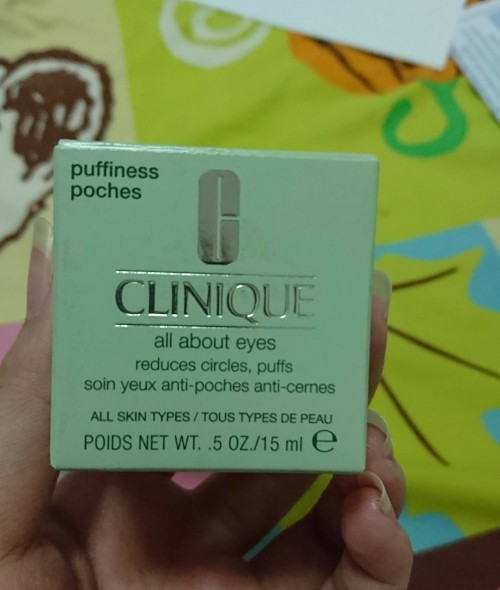 puffiness
poches
CLINIQUE
all about eyes
reduces circles, puffs
soin yeux anti-poches anti-cernes
ALL SKIN TYPES / TOUS TYPES DE PEAU
POIDS NET WT. .5 OZ./15 ml ℮